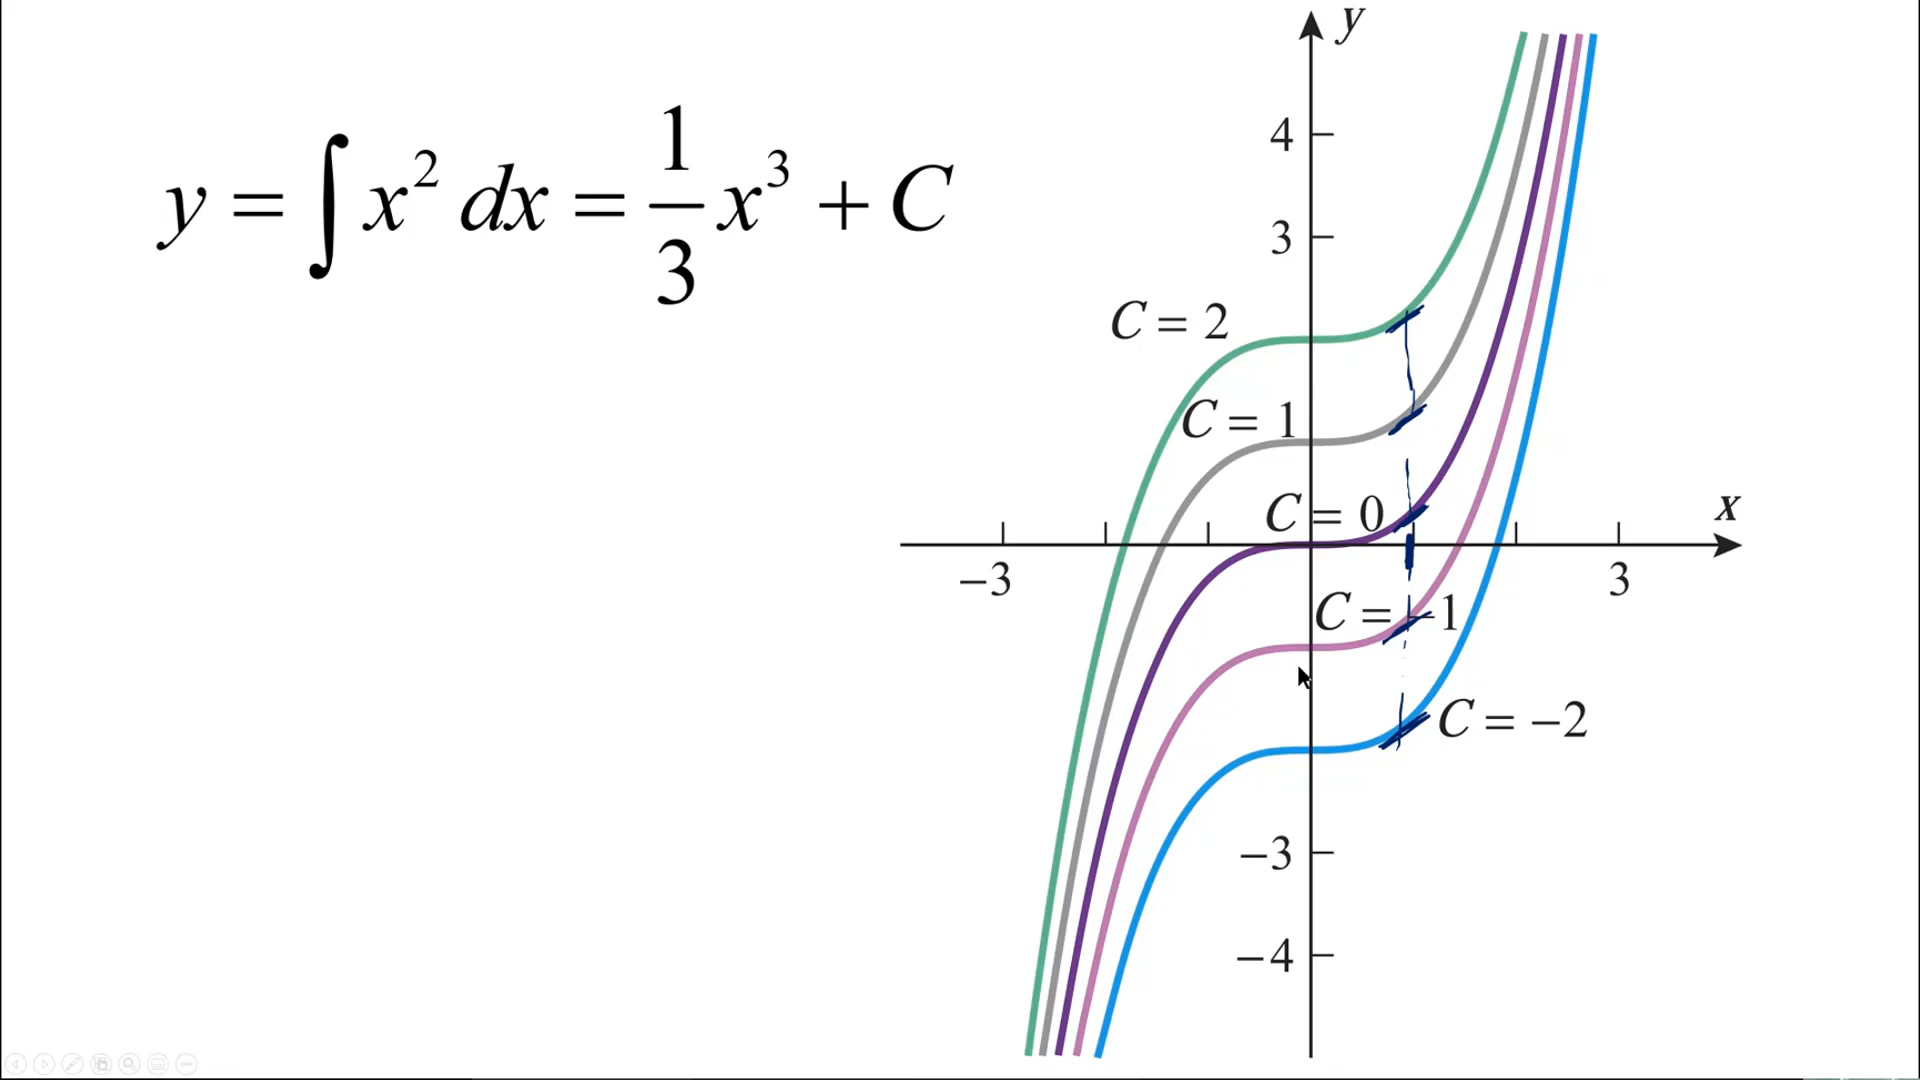 y
y = ∫ x² dx = 1/3 x³ + C
4
3
C = 2
C = 1
C = 0
x
−3
3
C = −1
C = −2
−3
−4